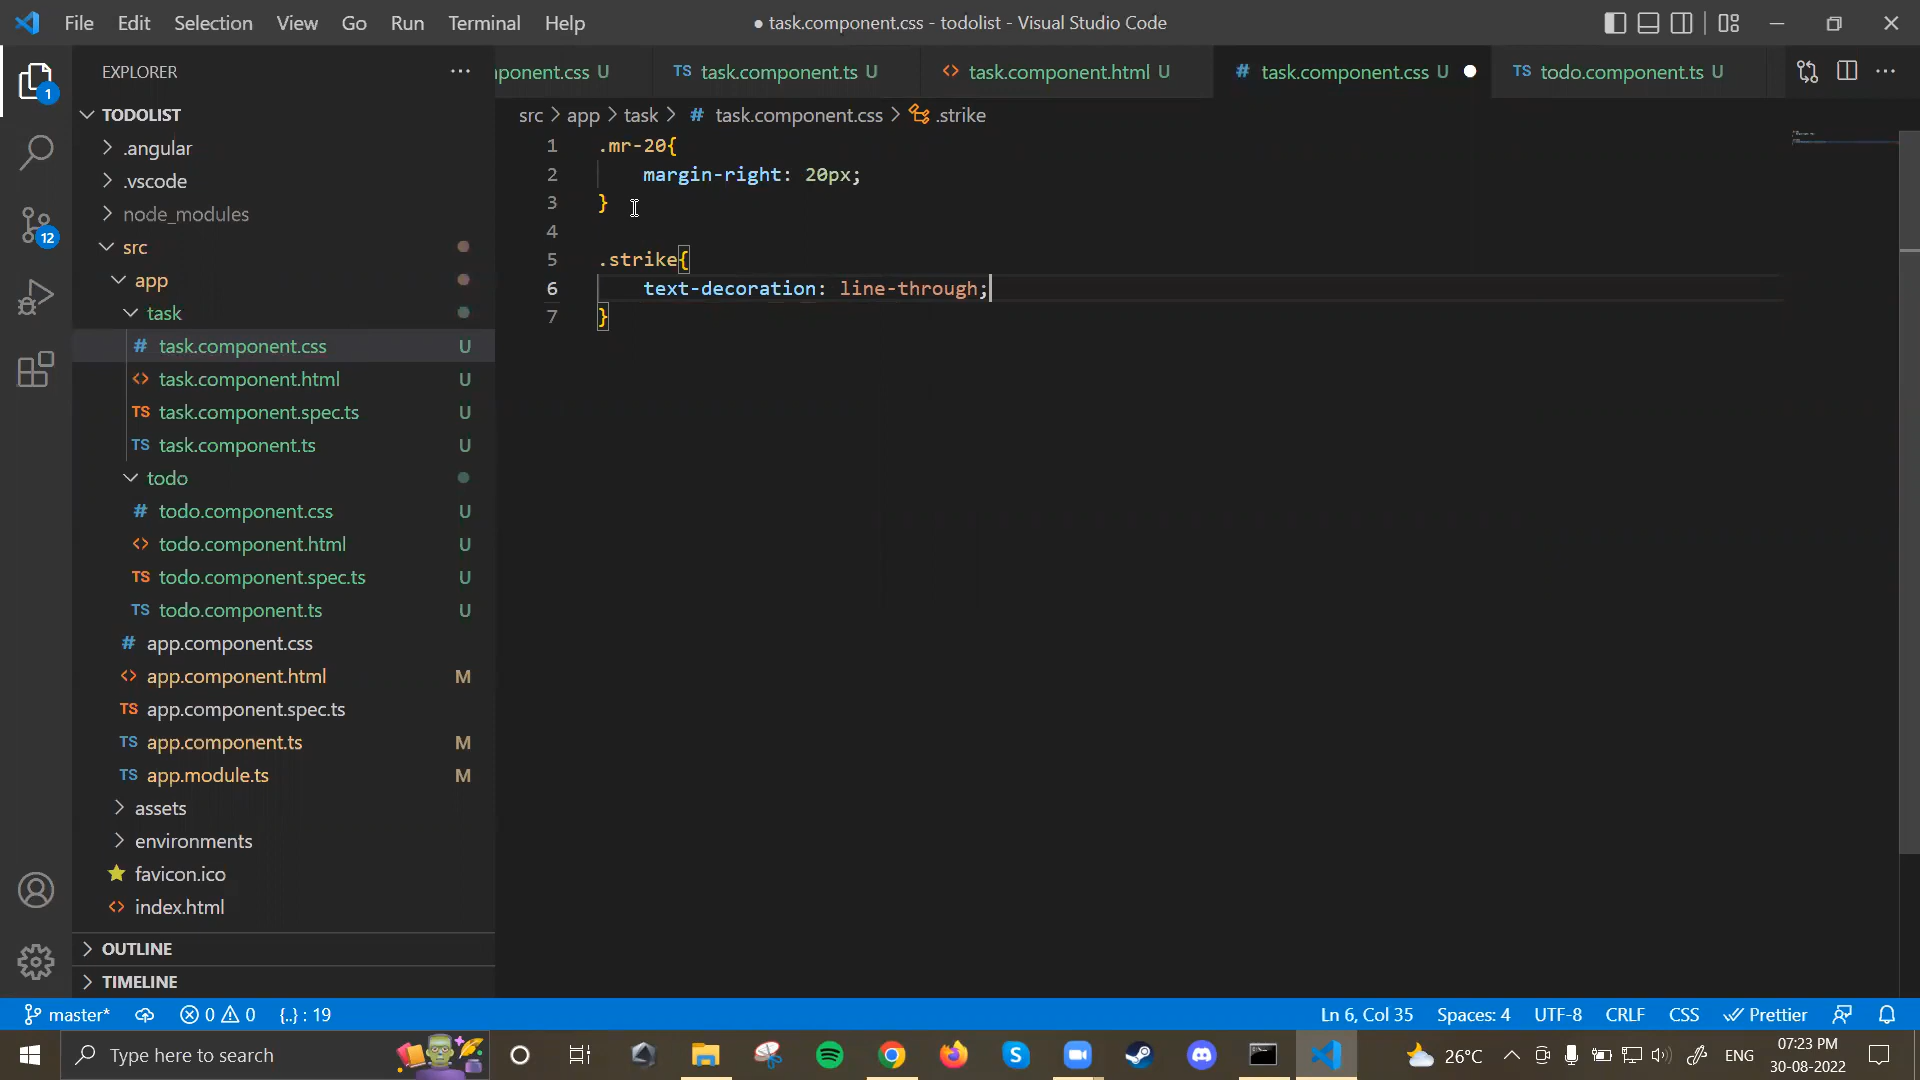 File Edit Selection View Go Run Terminal Help
● task.component.css - todolist - Visual Studio Code
EXPLORER
ponent.css U
TS task.component.ts U
<> task.component.html U
# task.component.css U ●
TS todo.component.ts U
src > app > task > # task.component.css > .strike
TODOLIST
.angular
.vscode
node_modules
src
app
task
# task.component.css U
<> task.component.html U
TS task.component.spec.ts U
TS task.component.ts U
todo
# todo.component.css U
<> todo.component.html U
TS todo.component.spec.ts U
TS todo.component.ts U
# app.component.css
<> app.component.html M
TS app.component.spec.ts
TS app.component.ts M
TS app.module.ts M
assets
environments
favicon.ico
<> index.html
OUTLINE
TIMELINE
1
12
1 .mr-20{
2 margin-right: 20px;
3 }
4
5 .strike{
6 text-decoration: line-through;
7 }
master* 0 0 {..} : 19
Ln 6, Col 35 Spaces: 4 UTF-8 CRLF CSS Prettier
Type here to search
26°C ENG 07:23 PM
30-08-2022